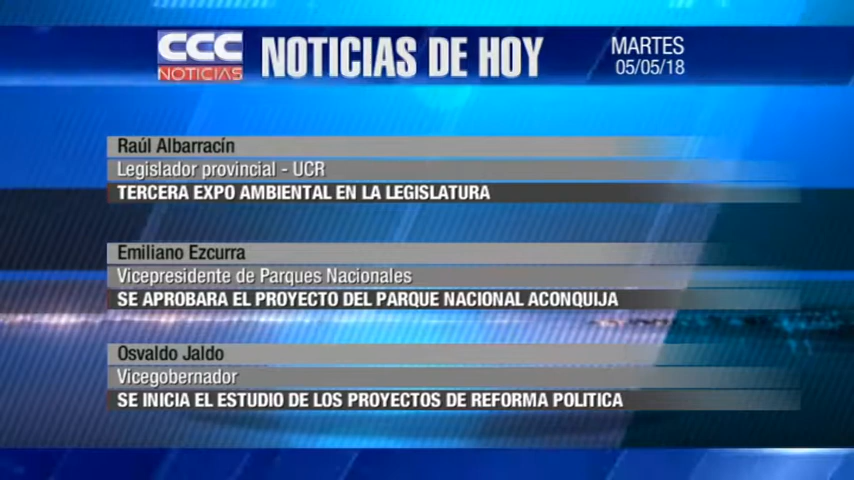 CCC
NOTICIAS
NOTICIAS DE HOY
MARTES
05/05/18
Raúl Albarracín
Legislador provincial - UCR
TERCERA EXPO AMBIENTAL EN LA LEGISLATURA
Emiliano Ezcurra
Vicepresidente de Parques Nacionales
SE APROBARA EL PROYECTO DEL PARQUE NACIONAL ACONQUIJA
Osvaldo Jaldo
Vicegobernador
SE INICIA EL ESTUDIO DE LOS PROYECTOS DE REFORMA POLITICA